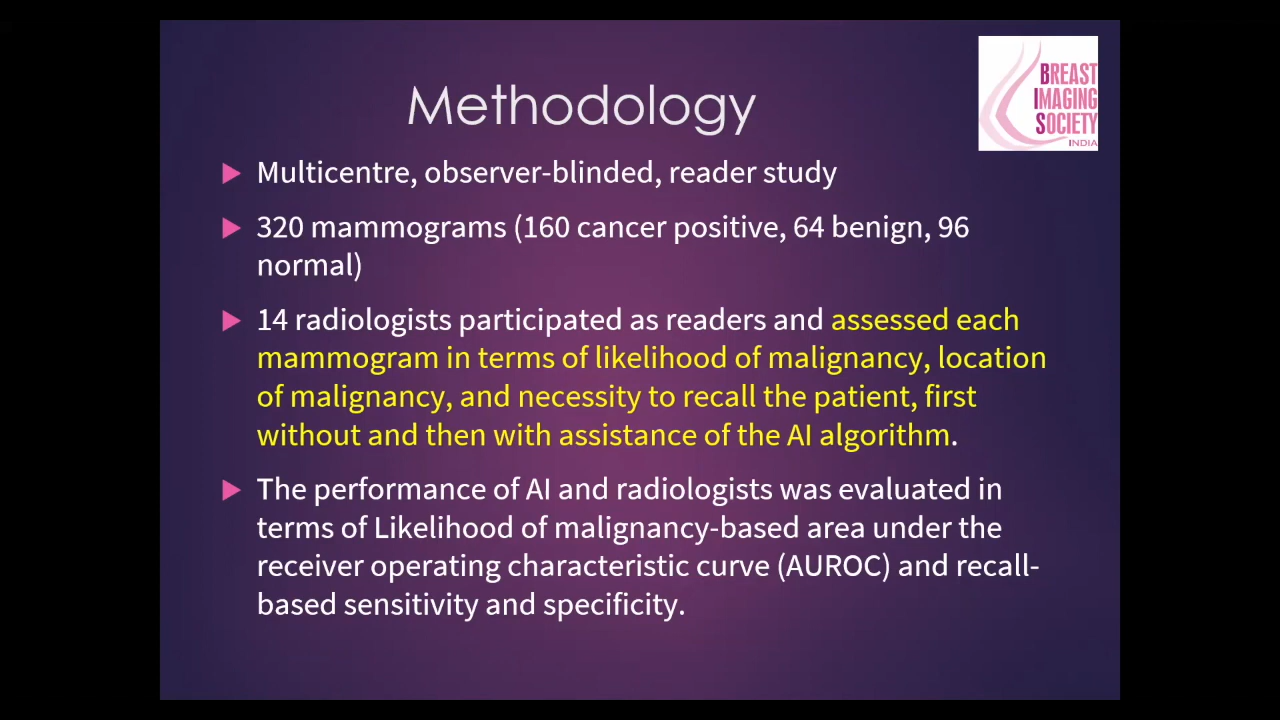 BREAST
IMAGING
SOCIETY
INDIA
Methodology
Multicentre, observer-blinded, reader study
320 mammograms (160 cancer positive, 64 benign, 96
normal)
14 radiologists participated as readers and assessed each
mammogram in terms of likelihood of malignancy, location
of malignancy, and necessity to recall the patient, first
without and then with assistance of the AI algorithm.
The performance of AI and radiologists was evaluated in
terms of Likelihood of malignancy-based area under the
receiver operating characteristic curve (AUROC) and recall-
based sensitivity and specificity.